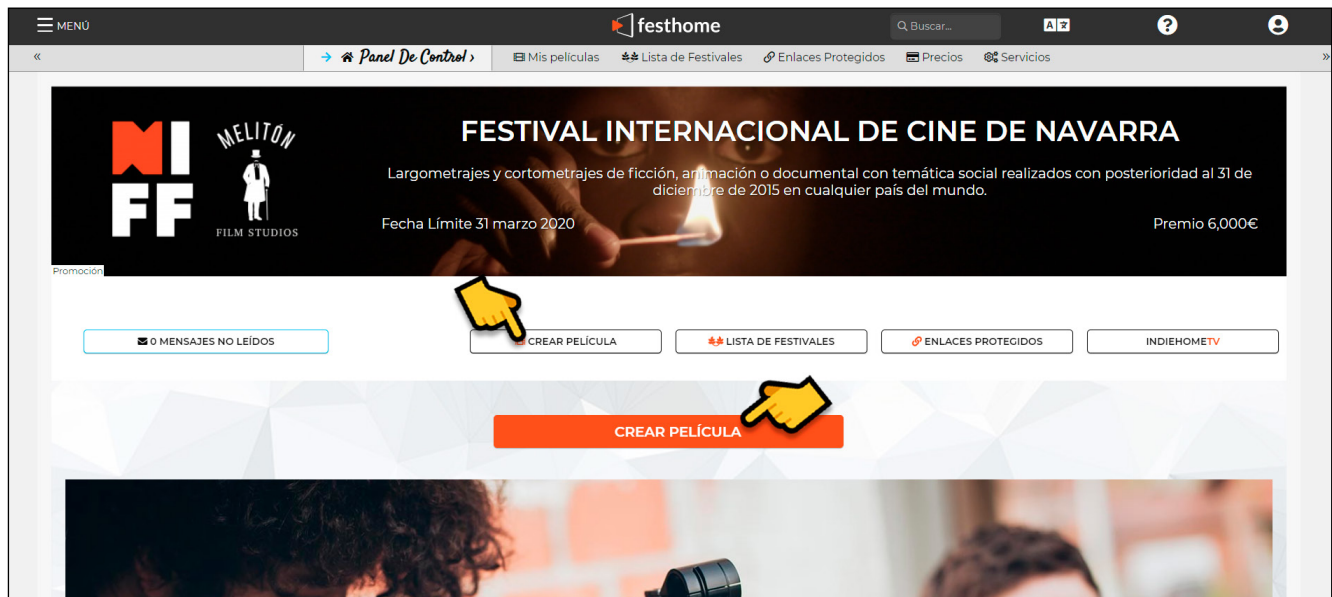 MENÚ
festhome
Buscar...
Panel De Control ›
Mis películas
Lista de Festivales
Enlaces Protegidos
Precios
Servicios
MIFF
MELITÓN
FILM STUDIOS
FESTIVAL INTERNACIONAL DE CINE DE NAVARRA
Largometrajes y cortometrajes de ficción, animación o documental con temática social realizados con posterioridad al 31 de
diciembre de 2015 en cualquier país del mundo.
Fecha Límite 31 marzo 2020
Premio 6,000€
Promoción
0 MENSAJES NO LEÍDOS
CREAR PELÍCULA
LISTA DE FESTIVALES
ENLACES PROTEGIDOS
INDIEHOMETV
CREAR PELÍCULA